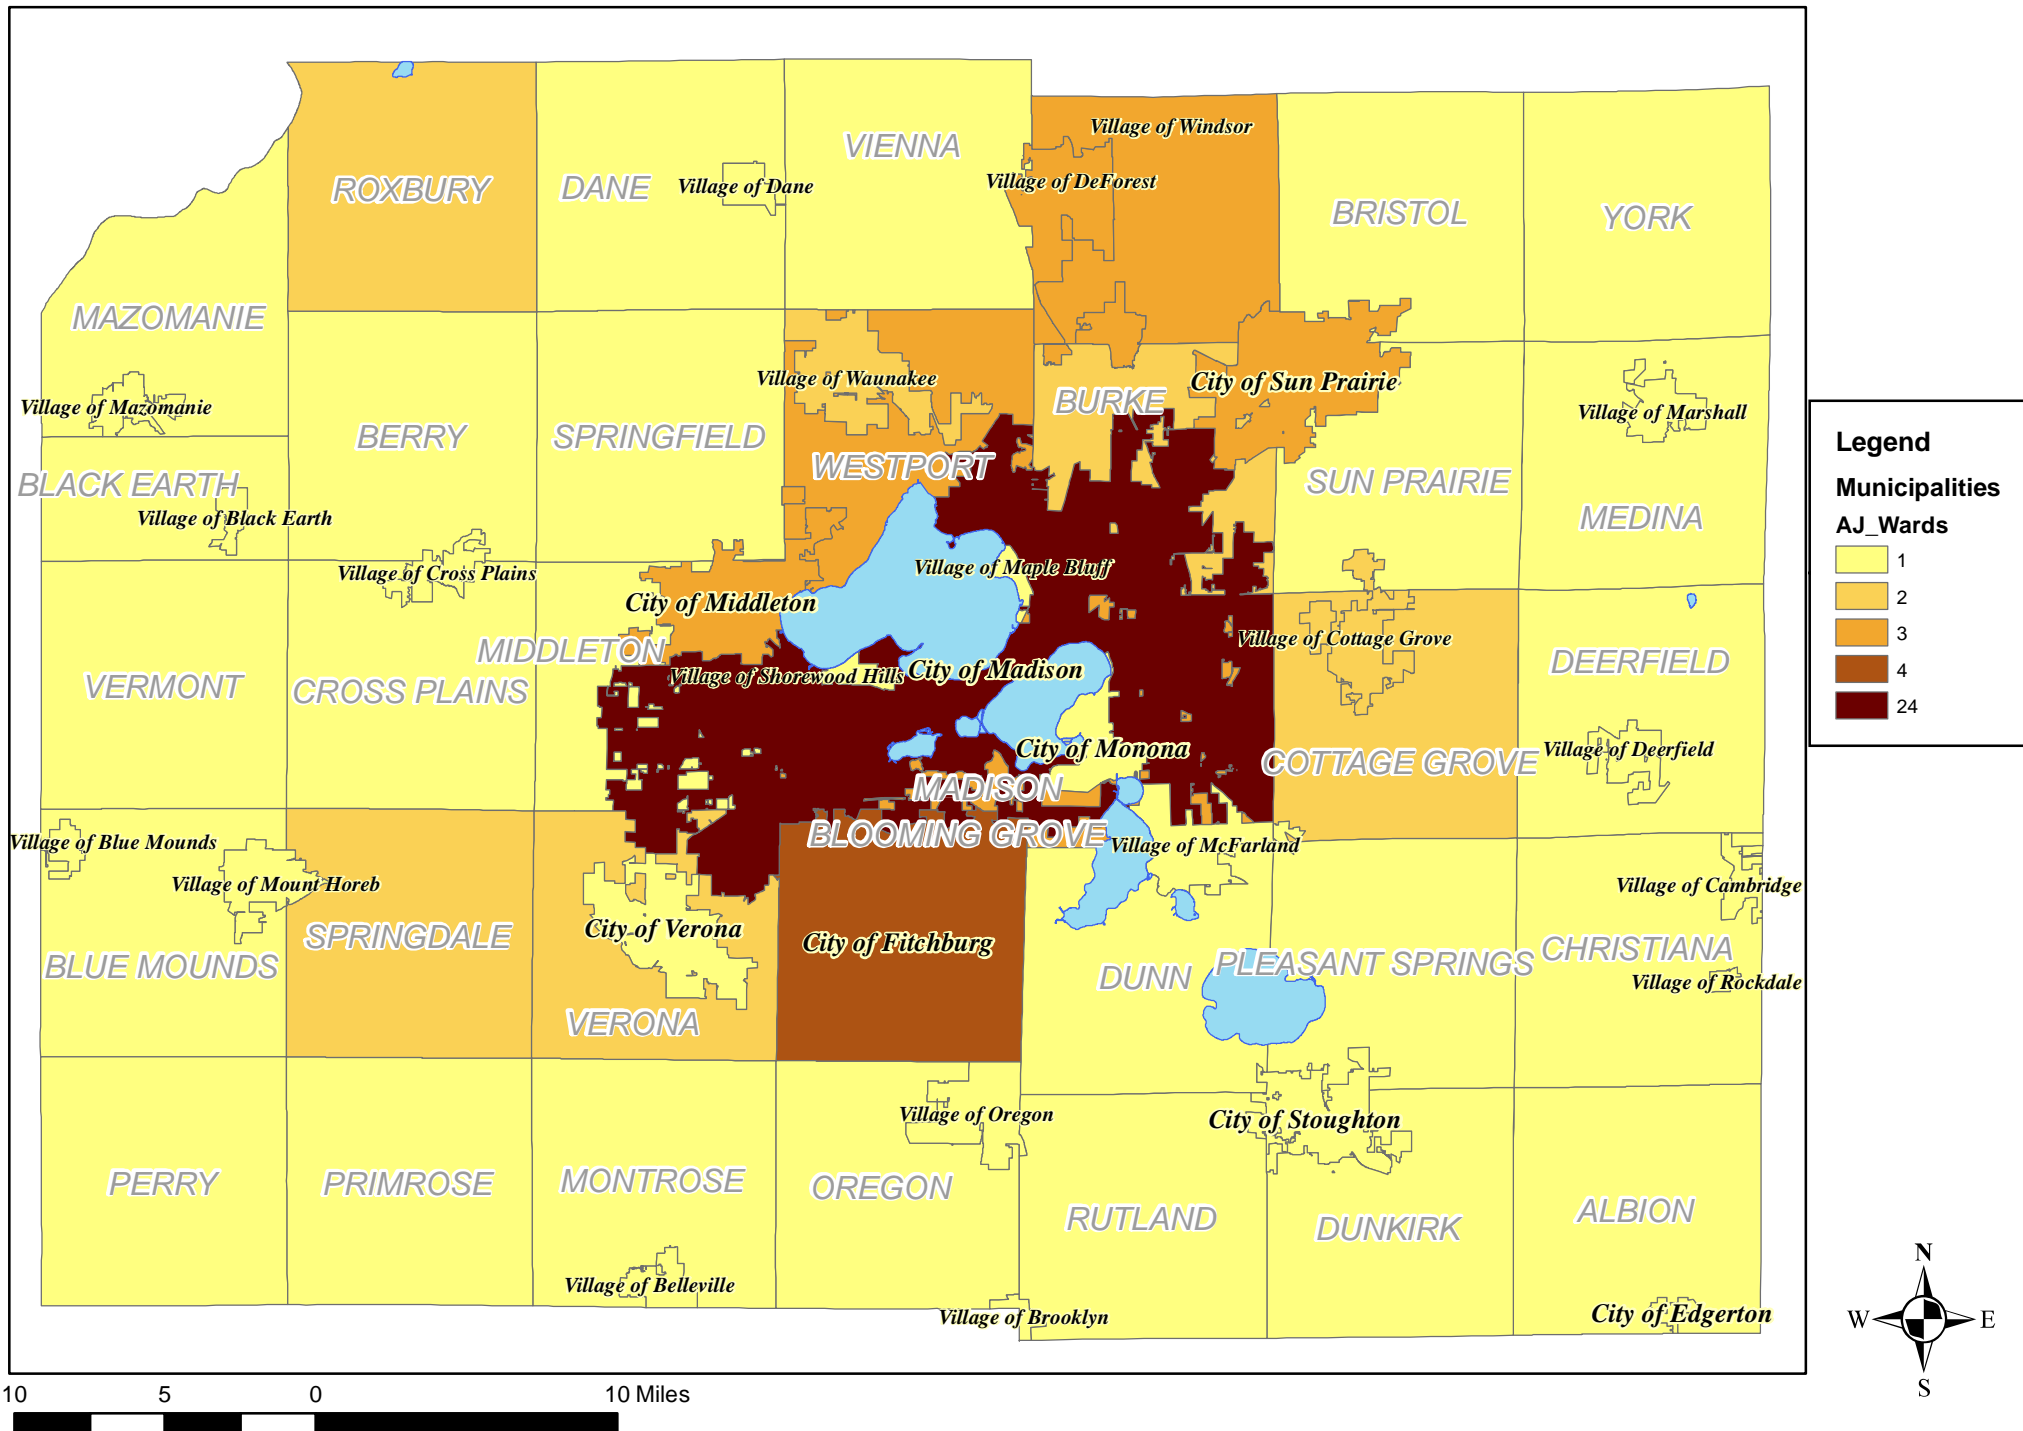 Village of Windsor
VIENNA
ROXBURY
DANE
Village of Dane
Village of DeForest
BRISTOL
YORK
MAZOMANIE
Village of Waunakee
City of Sun Prairie
BURKE
Village of Mazomanie
Village of Marshall
BERRY
SPRINGFIELD
WESTPORT
BLACK EARTH
SUN PRAIRIE
Village of Black Earth
MEDINA
Village of Cross Plains
Village of Maple Bluff
City of Middleton
Village of Cottage Grove
MIDDLETON
DEERFIELD
City of Madison
Village of Shorewood Hills
VERMONT
CROSS PLAINS
City of Monona
Village of Deerfield
COTTAGE GROVE
MADISON
BLOOMING GROVE
Village of Blue Mounds
Village of McFarland
Village of Mount Horeb
Village of Cambridge
City of Verona
SPRINGDALE
City of Fitchburg
CHRISTIANA
BLUE MOUNDS
DUNN
PLEASANT SPRINGS
Village of Rockdale
VERONA
Village of Oregon
City of Stoughton
PERRY
PRIMROSE
MONTROSE
OREGON
RUTLAND
DUNKIRK
ALBION
Village of Belleville
Village of Brooklyn
City of Edgerton
Legend
Municipalities
AJ_Wards
1
2
3
4
24
N
W E
S
10 5 0 10 Miles